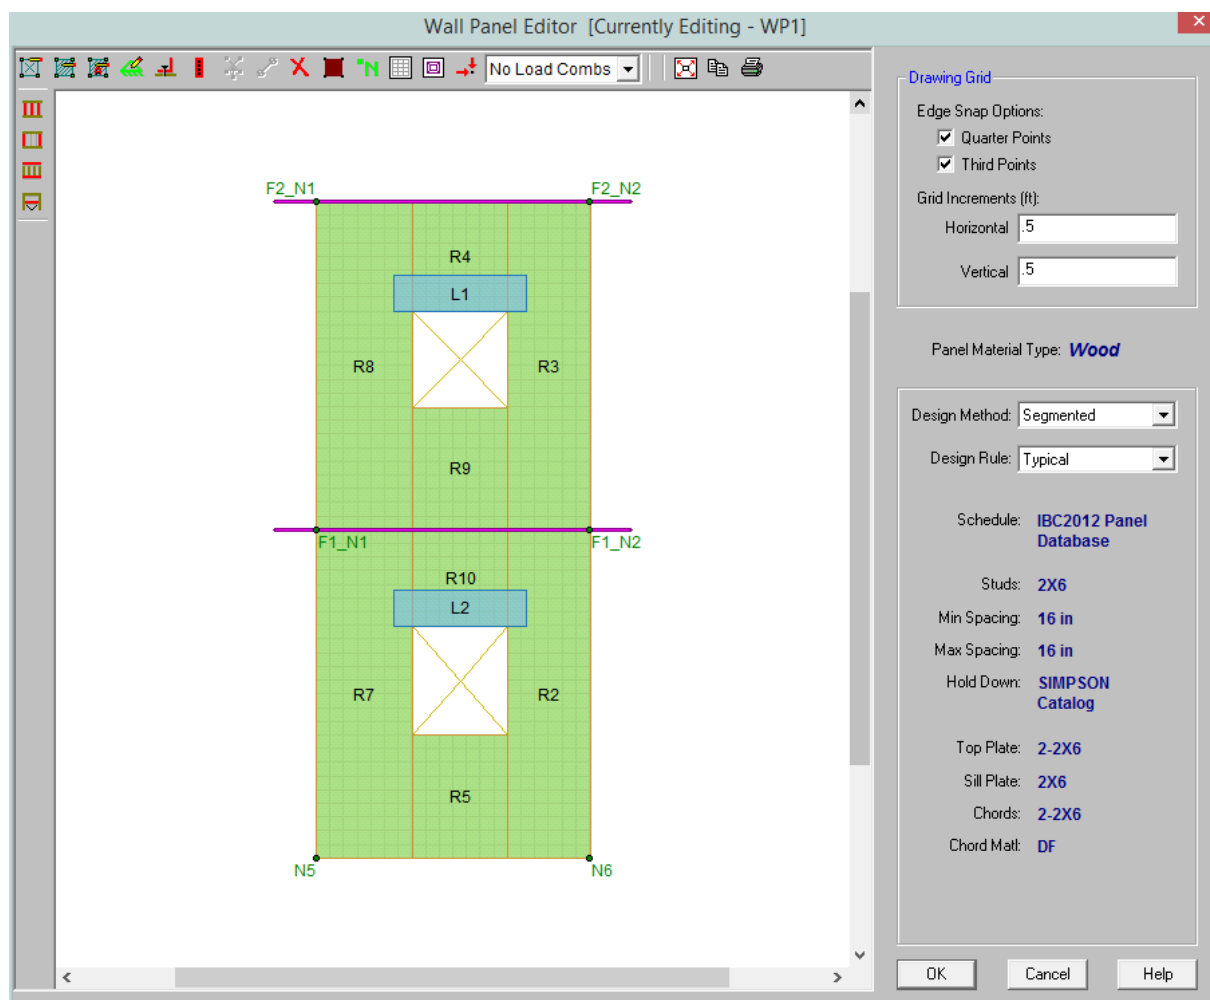 Wall Panel Editor [Currently Editing - WP1]
No Load Combs
F2_N1
F2_N2
R4
L1
R8
R3
R9
F1_N1
F1_N2
R10
L2
R7
R2
R5
N5
N6
Drawing Grid
Edge Snap Options:
Quarter Points
Third Points
Grid Increments (ft):
Horizontal .5
Vertical .5
Panel Material Type: Wood
Design Method: Segmented
Design Rule: Typical
Schedule: IBC2012 Panel
Database
Studs: 2X6
Min Spacing: 16 in
Max Spacing: 16 in
Hold Down: SIMPSON
Catalog
Top Plate: 2-2X6
Sill Plate: 2X6
Chords: 2-2X6
Chord Matl: DF
OK
Cancel
Help